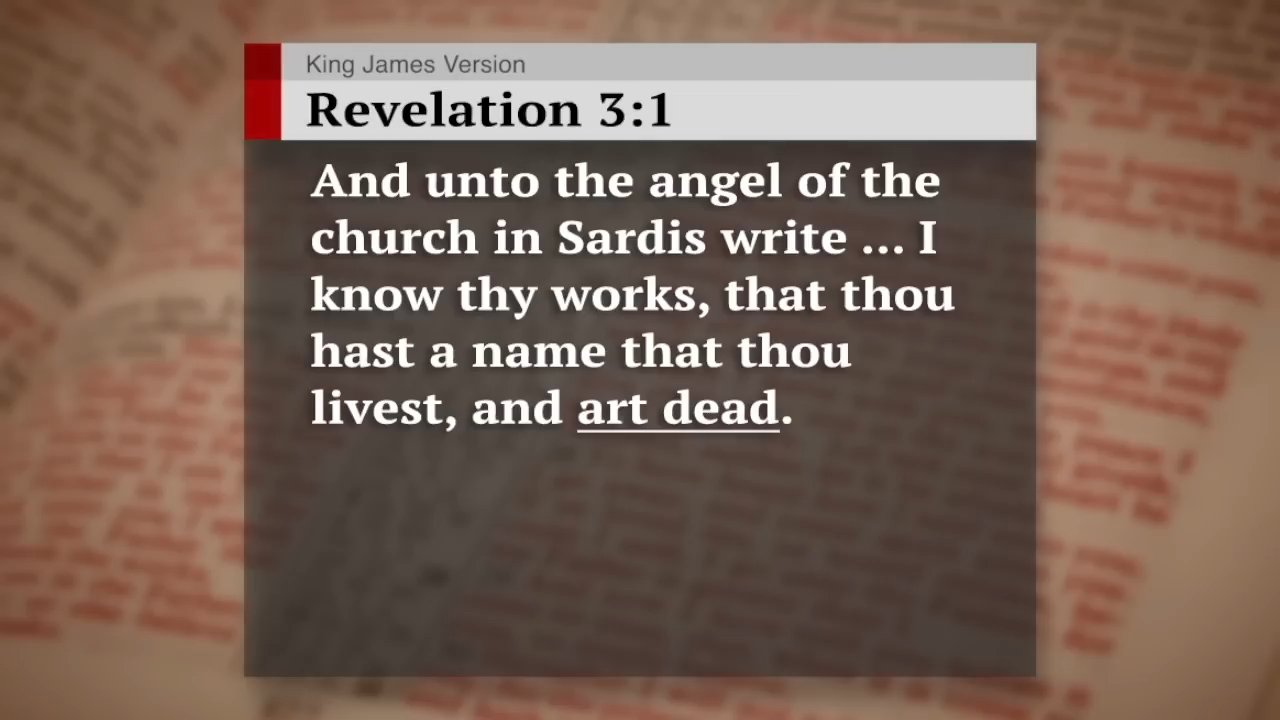 King James Version
Revelation 3:1
And unto the angel of the
church in Sardis write ... I
know thy works, that thou
hast a name that thou
livest, and art dead.